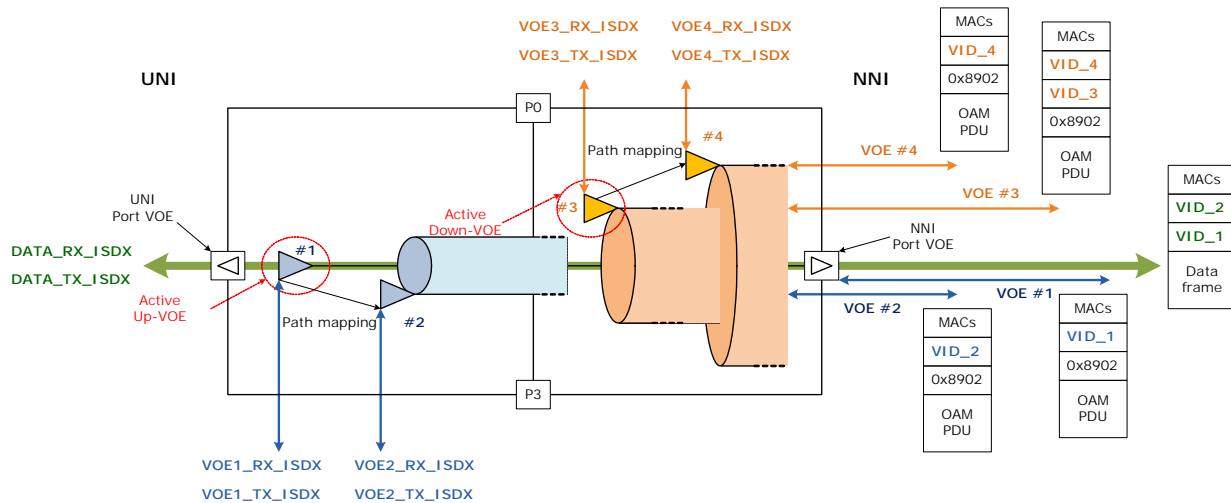 VOE3_RX_ISDX
VOE3_TX_ISDX
VOE4_RX_ISDX
VOE4_TX_ISDX
MACs
VID_4
0x8902
OAM
PDU
MACs
VID_4
VID_3
0x8902
OAM
PDU
UNI
NNI
P0
#4
Path mapping
VOE #4
VOE #3
UNI
Port VOE
#3
Active
Down-VOE
NNI
Port VOE
MACs
VID_2
VID_1
Data
frame
DATA_RX_ISDX
DATA_TX_ISDX
#1
Active
Up-VOE
Path mapping
#2
VOE #2
VOE #1
MACs
VID_2
0x8902
OAM
PDU
MACs
VID_1
0x8902
OAM
PDU
P3
VOE1_RX_ISDX
VOE1_TX_ISDX
VOE2_RX_ISDX
VOE2_TX_ISDX